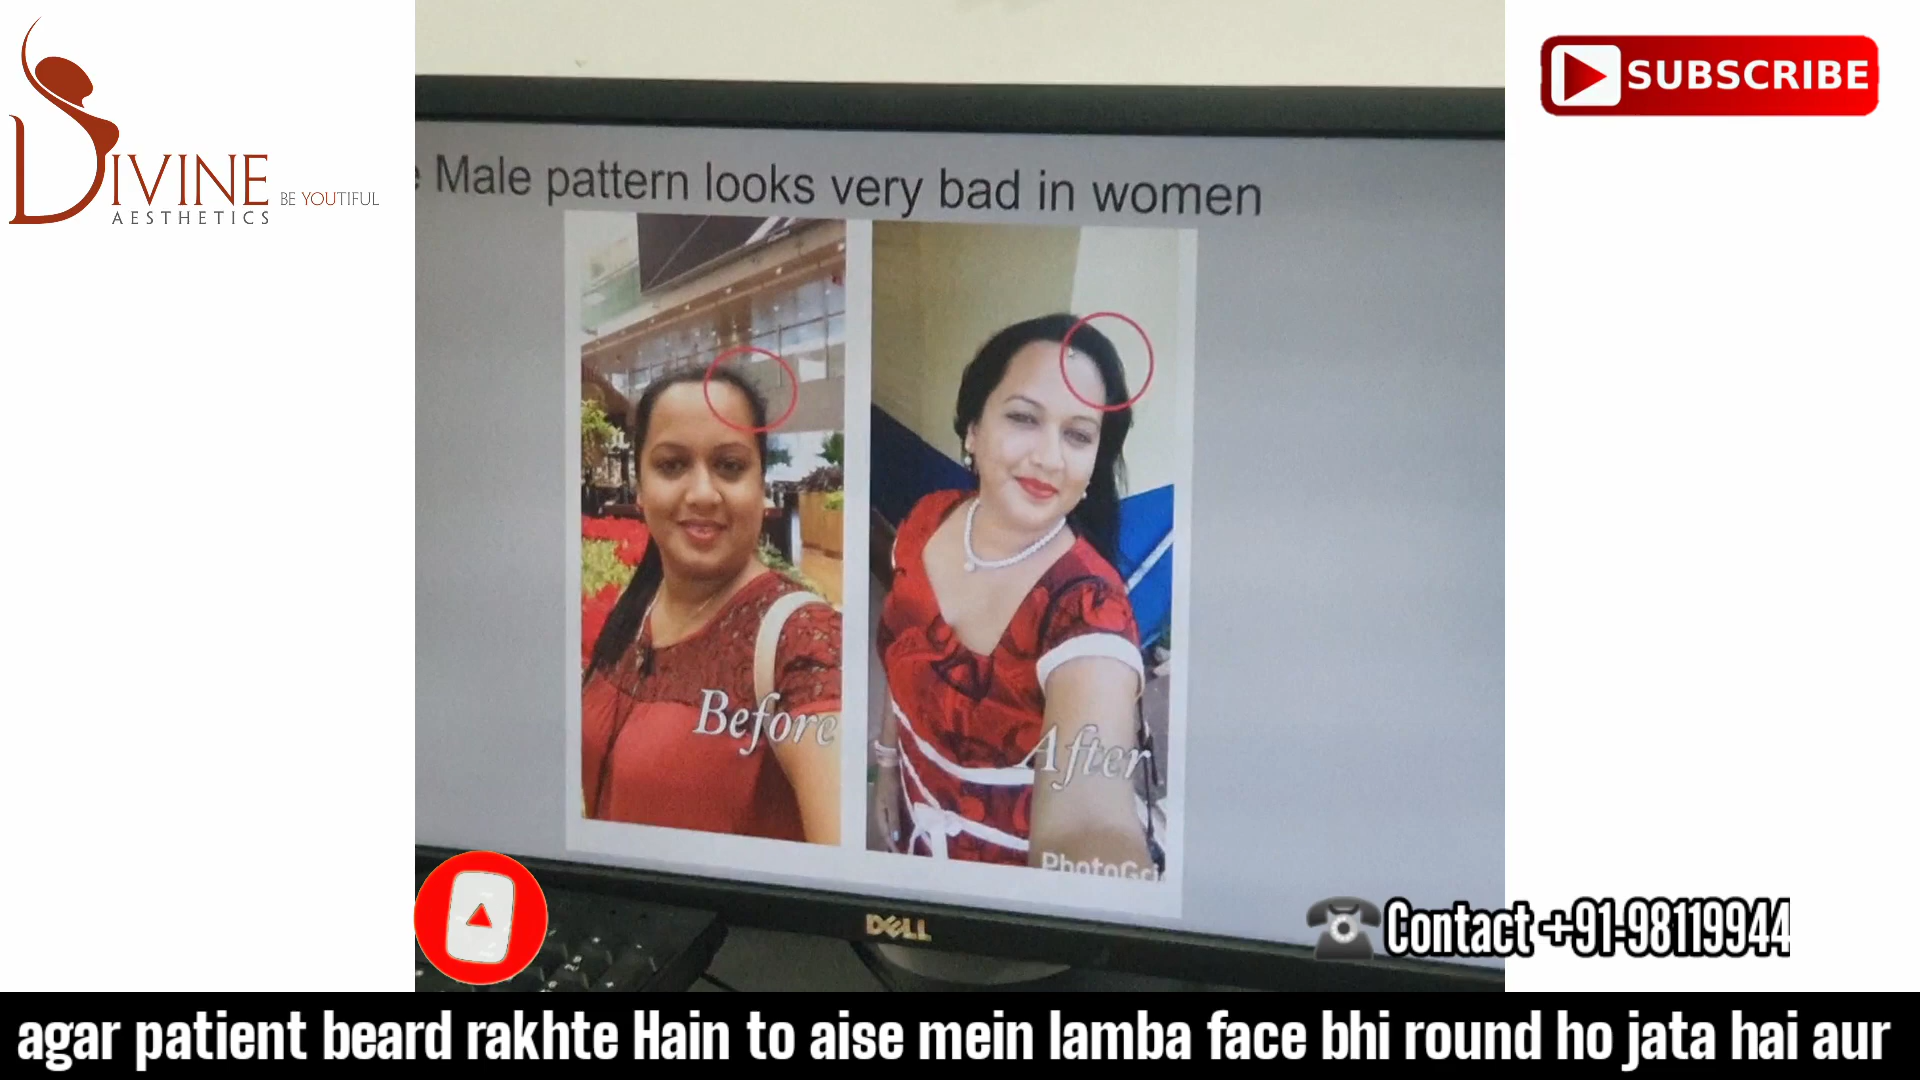 DIVINE
AESTHETICS
BE YOUTIFUL
SUBSCRIBE
Male pattern looks very bad in women
Before
After
PhotoGri
DELL
Contact +91-98119944
agar patient beard rakhte Hain to aise mein lamba face bhi round ho jata hai aur